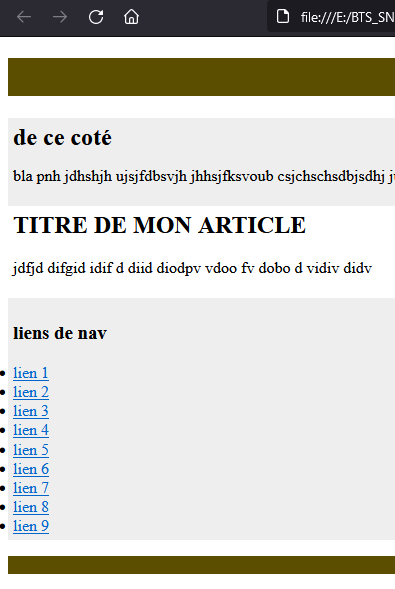 file:///E:/BTS_SN
de ce coté
bla pnh jdhshjh ujsjfdbsvjh jhhsjfksvoub csjchschsdbjsdhj
TITRE DE MON ARTICLE
jdfjd difgid idif d diid diodpv vdoo fv dobo d vidiv didv
liens de nav
lien 1
lien 2
lien 3
lien 4
lien 5
lien 6
lien 7
lien 8
lien 9